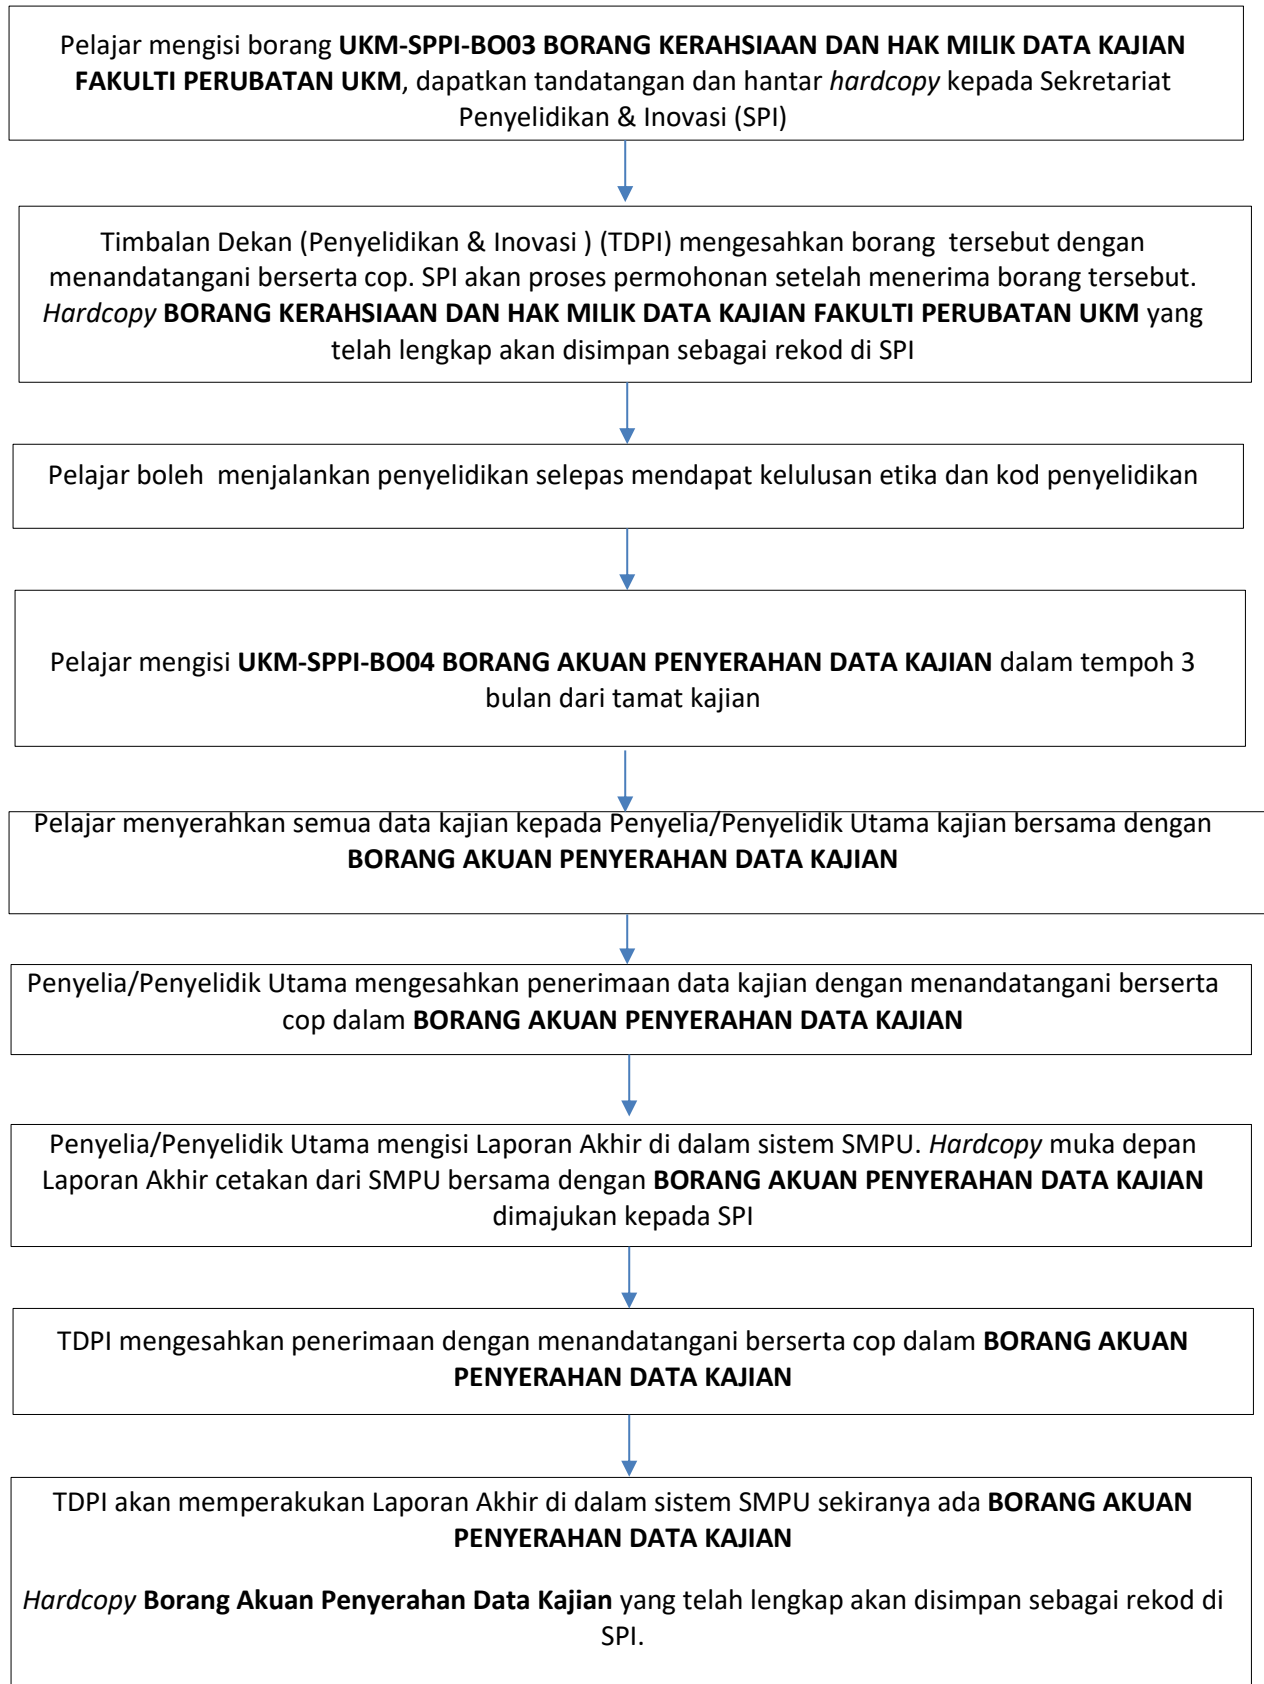 Pelajar mengisi borang UKM-SPPI-BO03 BORANG KERAHSIAAN DAN HAK MILIK DATA KAJIAN
FAKULTI PERUBATAN UKM, dapatkan tandatangan dan hantar hardcopy kepada Sekretariat
Penyelidikan & Inovasi (SPI)
Timbalan Dekan (Penyelidikan & Inovasi ) (TDPI) mengesahkan borang tersebut dengan
menandatangani berserta cop. SPI akan proses permohonan setelah menerima borang tersebut.
Hardcopy BORANG KERAHSIAAN DAN HAK MILIK DATA KAJIAN FAKULTI PERUBATAN UKM yang
telah lengkap akan disimpan sebagai rekod di SPI
Pelajar boleh menjalankan penyelidikan selepas mendapat kelulusan etika dan kod penyelidikan
Pelajar mengisi UKM-SPPI-BO04 BORANG AKUAN PENYERAHAN DATA KAJIAN dalam tempoh 3
bulan dari tamat kajian
Pelajar menyerahkan semua data kajian kepada Penyelia/Penyelidik Utama kajian bersama dengan
BORANG AKUAN PENYERAHAN DATA KAJIAN
Penyelia/Penyelidik Utama mengesahkan penerimaan data kajian dengan menandatangani berserta
cop dalam BORANG AKUAN PENYERAHAN DATA KAJIAN
Penyelia/Penyelidik Utama mengisi Laporan Akhir di dalam sistem SMPU. Hardcopy muka depan
Laporan Akhir cetakan dari SMPU bersama dengan BORANG AKUAN PENYERAHAN DATA KAJIAN
dimajukan kepada SPI
TDPI mengesahkan penerimaan dengan menandatangani berserta cop dalam BORANG AKUAN
PENYERAHAN DATA KAJIAN
TDPI akan memperakukan Laporan Akhir di dalam sistem SMPU sekiranya ada BORANG AKUAN
PENYERAHAN DATA KAJIAN
Hardcopy Borang Akuan Penyerahan Data Kajian yang telah lengkap akan disimpan sebagai rekod di
SPI.